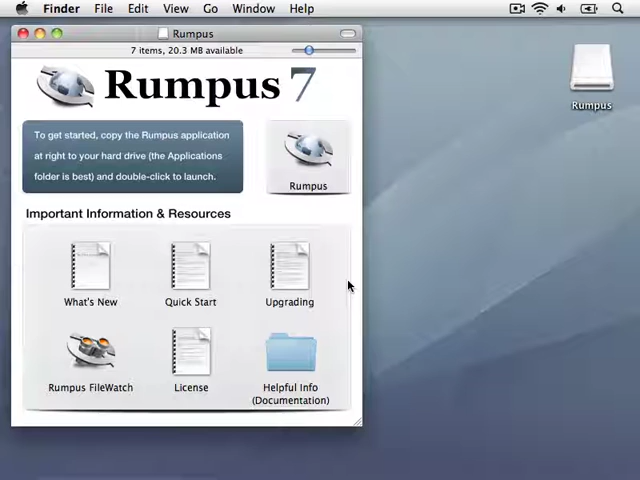 Finder File Edit View Go Window Help
Rumpus
7 items, 20.3 MB available
Rumpus 7
To get started, copy the Rumpus application
at right to your hard drive (the Applications
folder is best) and double-click to launch.
Rumpus
Important Information & Resources
What's New Quick Start Upgrading
Rumpus FileWatch License Helpful Info
(Documentation)
Rumpus